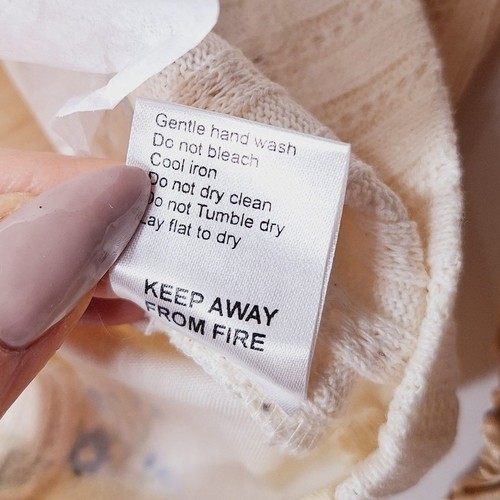 Gentle hand wash
Do not bleach
Cool iron
Do not dry clean
Do not Tumble dry
Lay flat to dry
KEEP AWAY
FROM FIRE